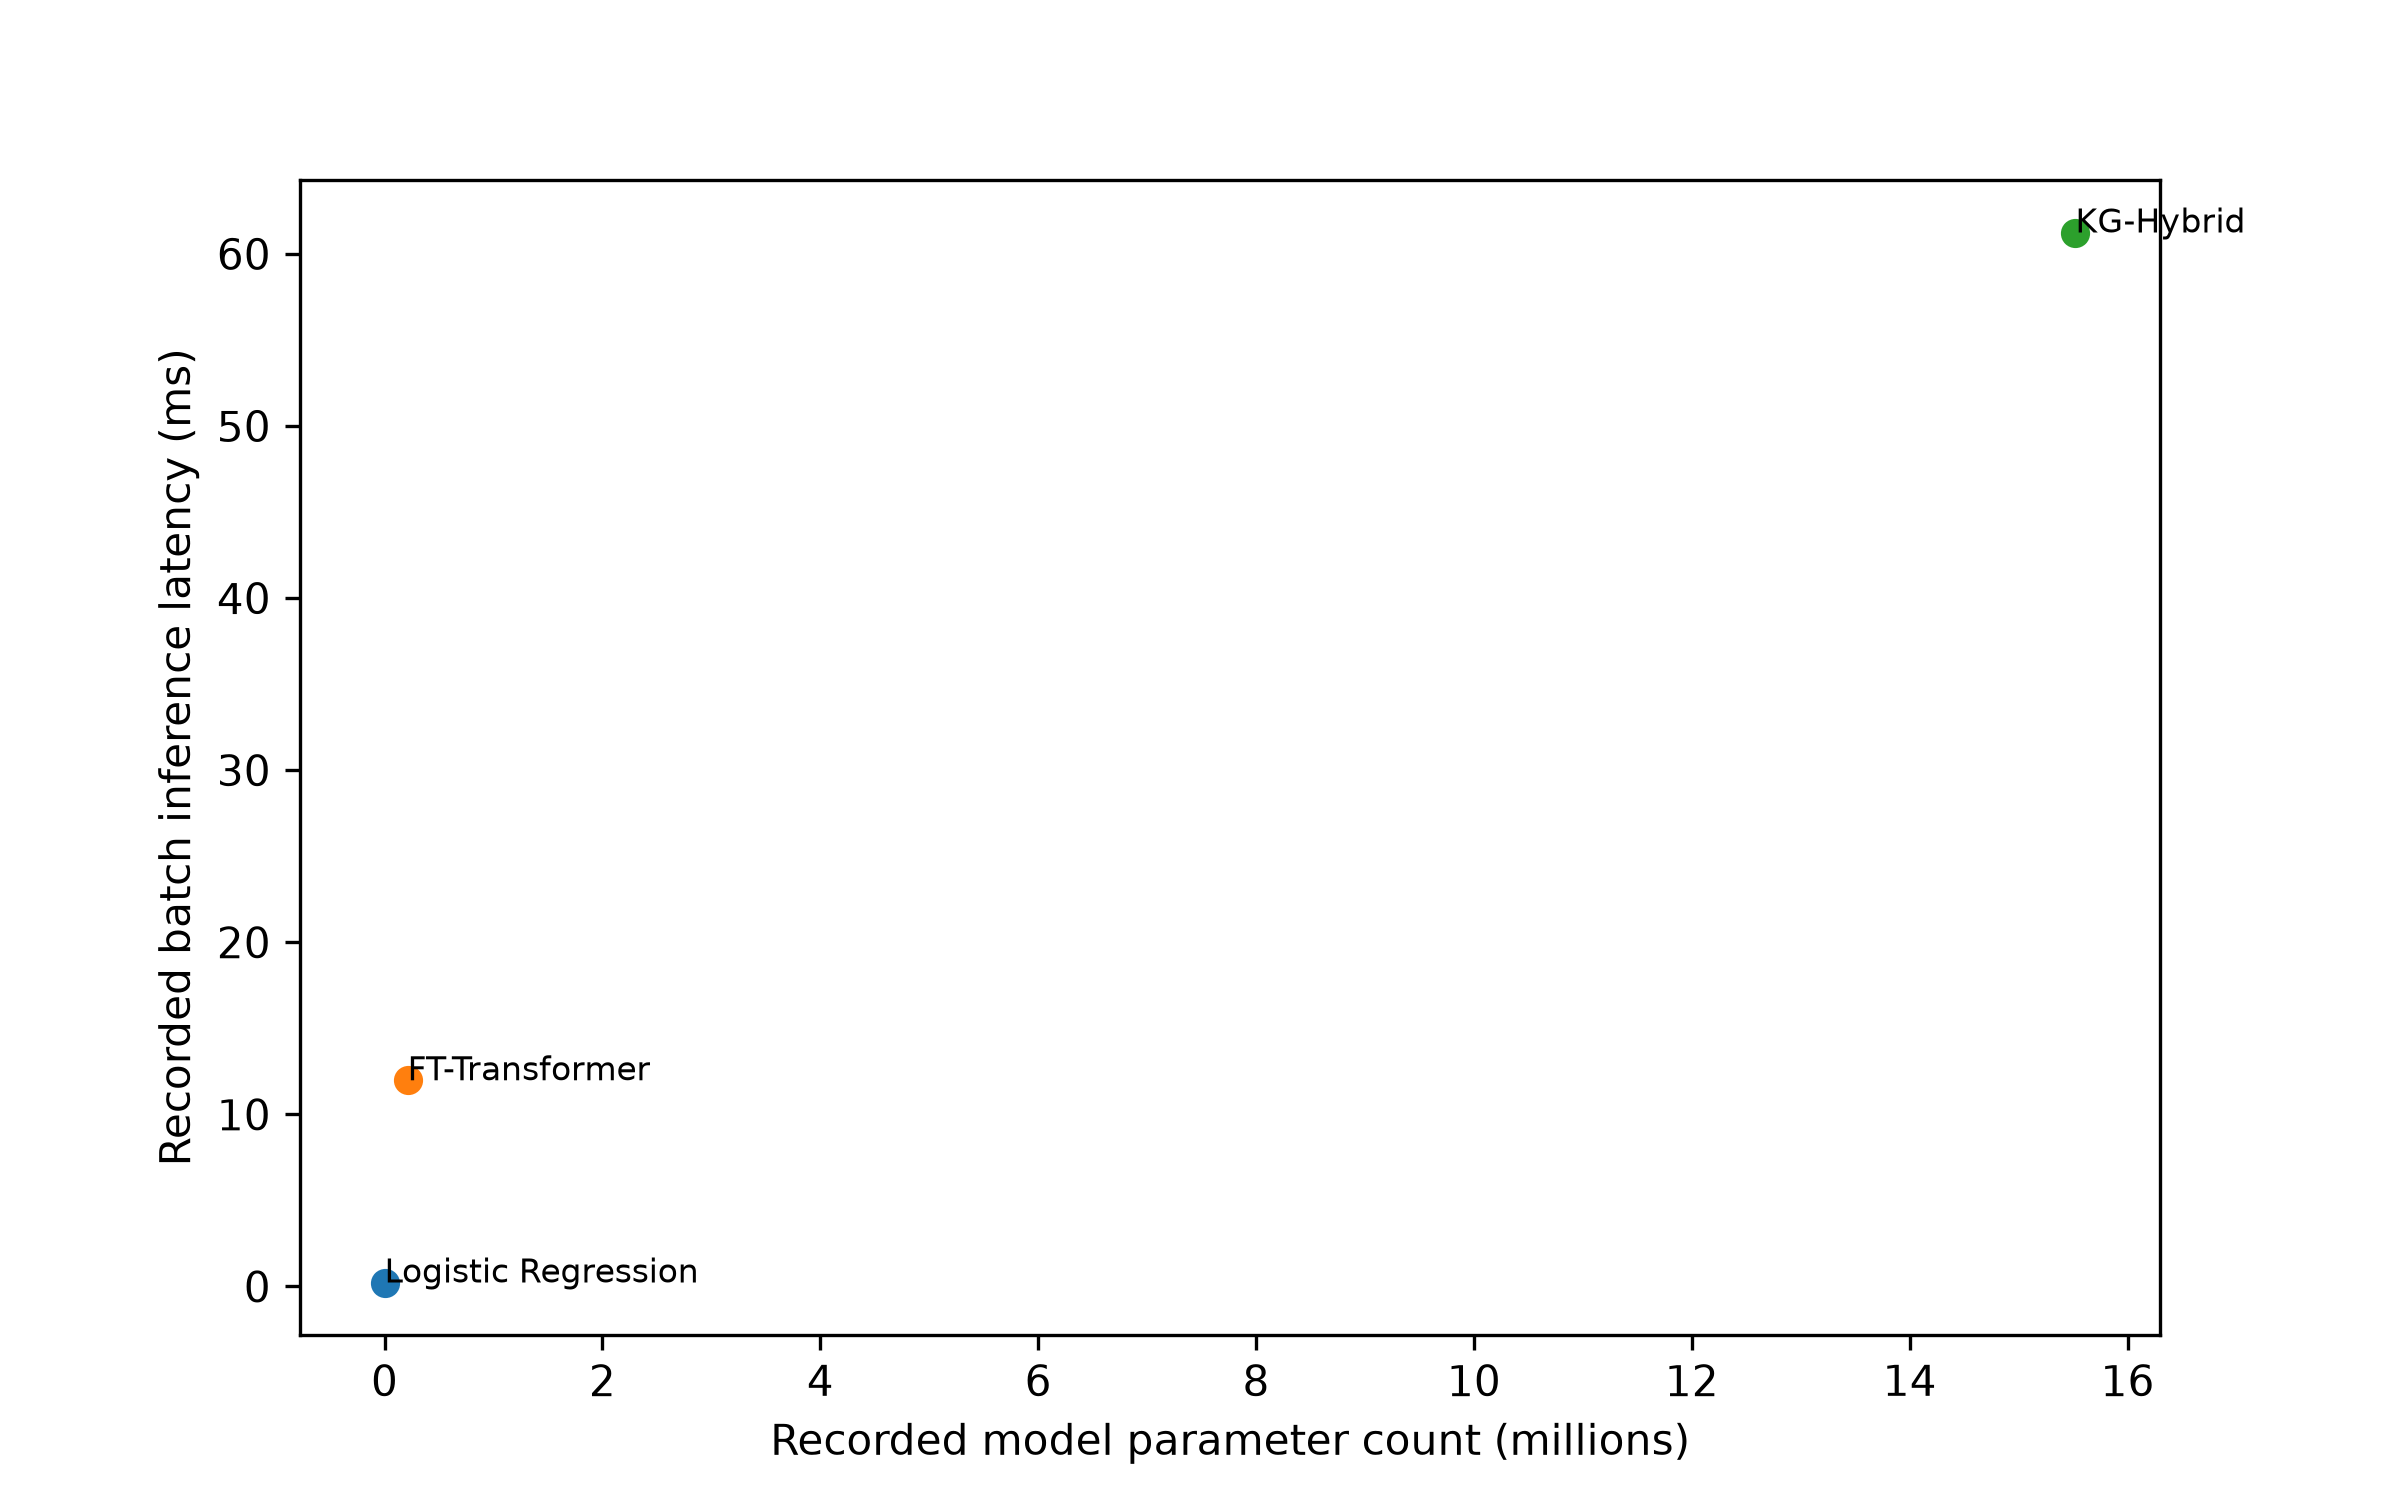 KG-Hybrid
60
50
40
30
20
10
0
Recorded batch inference latency (ms)
FT-Transformer
Logistic Regression
0 2 4 6 8 10 12 14 16
Recorded model parameter count (millions)